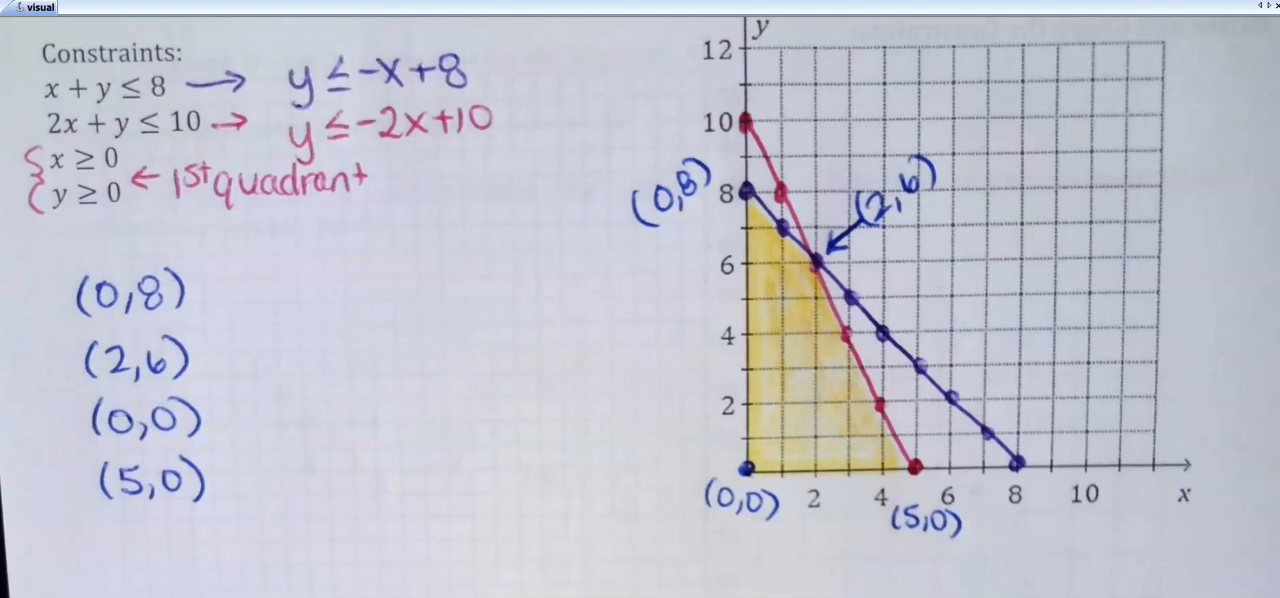 visual
Constraints:
x + y ≤ 8 → y ≤ -x+8
2x + y ≤ 10 → y ≤ -2x+10
x ≥ 0
y ≥ 0 ← 1st quadrant
(0,8)
(2,6)
(0,0)
(5,0)
y
12
10
8
6
4
2
(0,8)
(2,6)
(0,0)
2 4 6 8 10 x
(5,0)